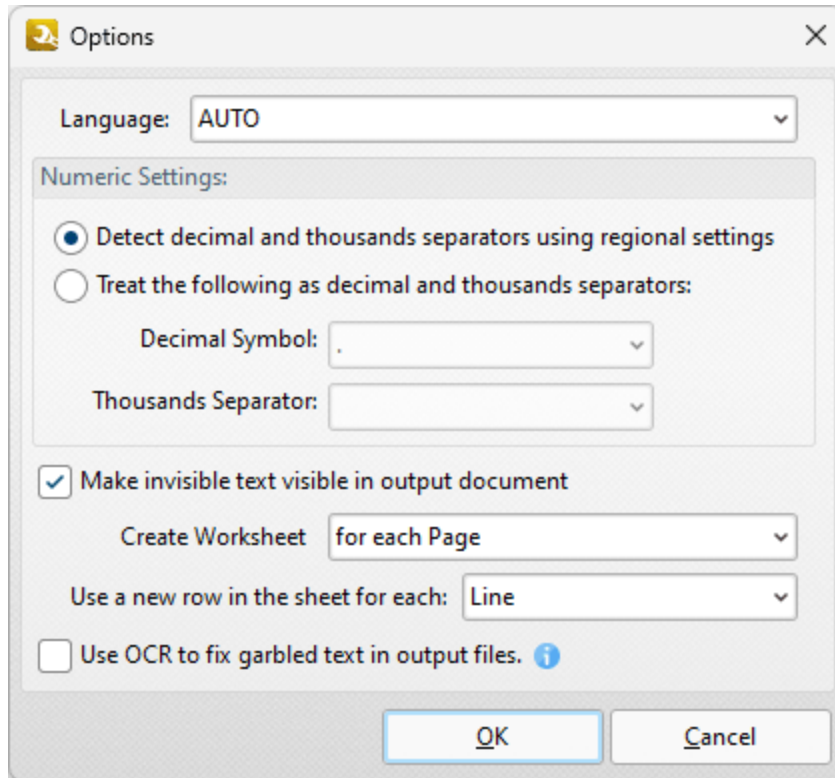 Options
Language: AUTO
Numeric Settings:
Detect decimal and thousands separators using regional settings
Treat the following as decimal and thousands separators:
Decimal Symbol: .
Thousands Separator:
Make invisible text visible in output document
Create Worksheet for each Page
Use a new row in the sheet for each: Line
Use OCR to fix garbled text in output files. i
OK Cancel